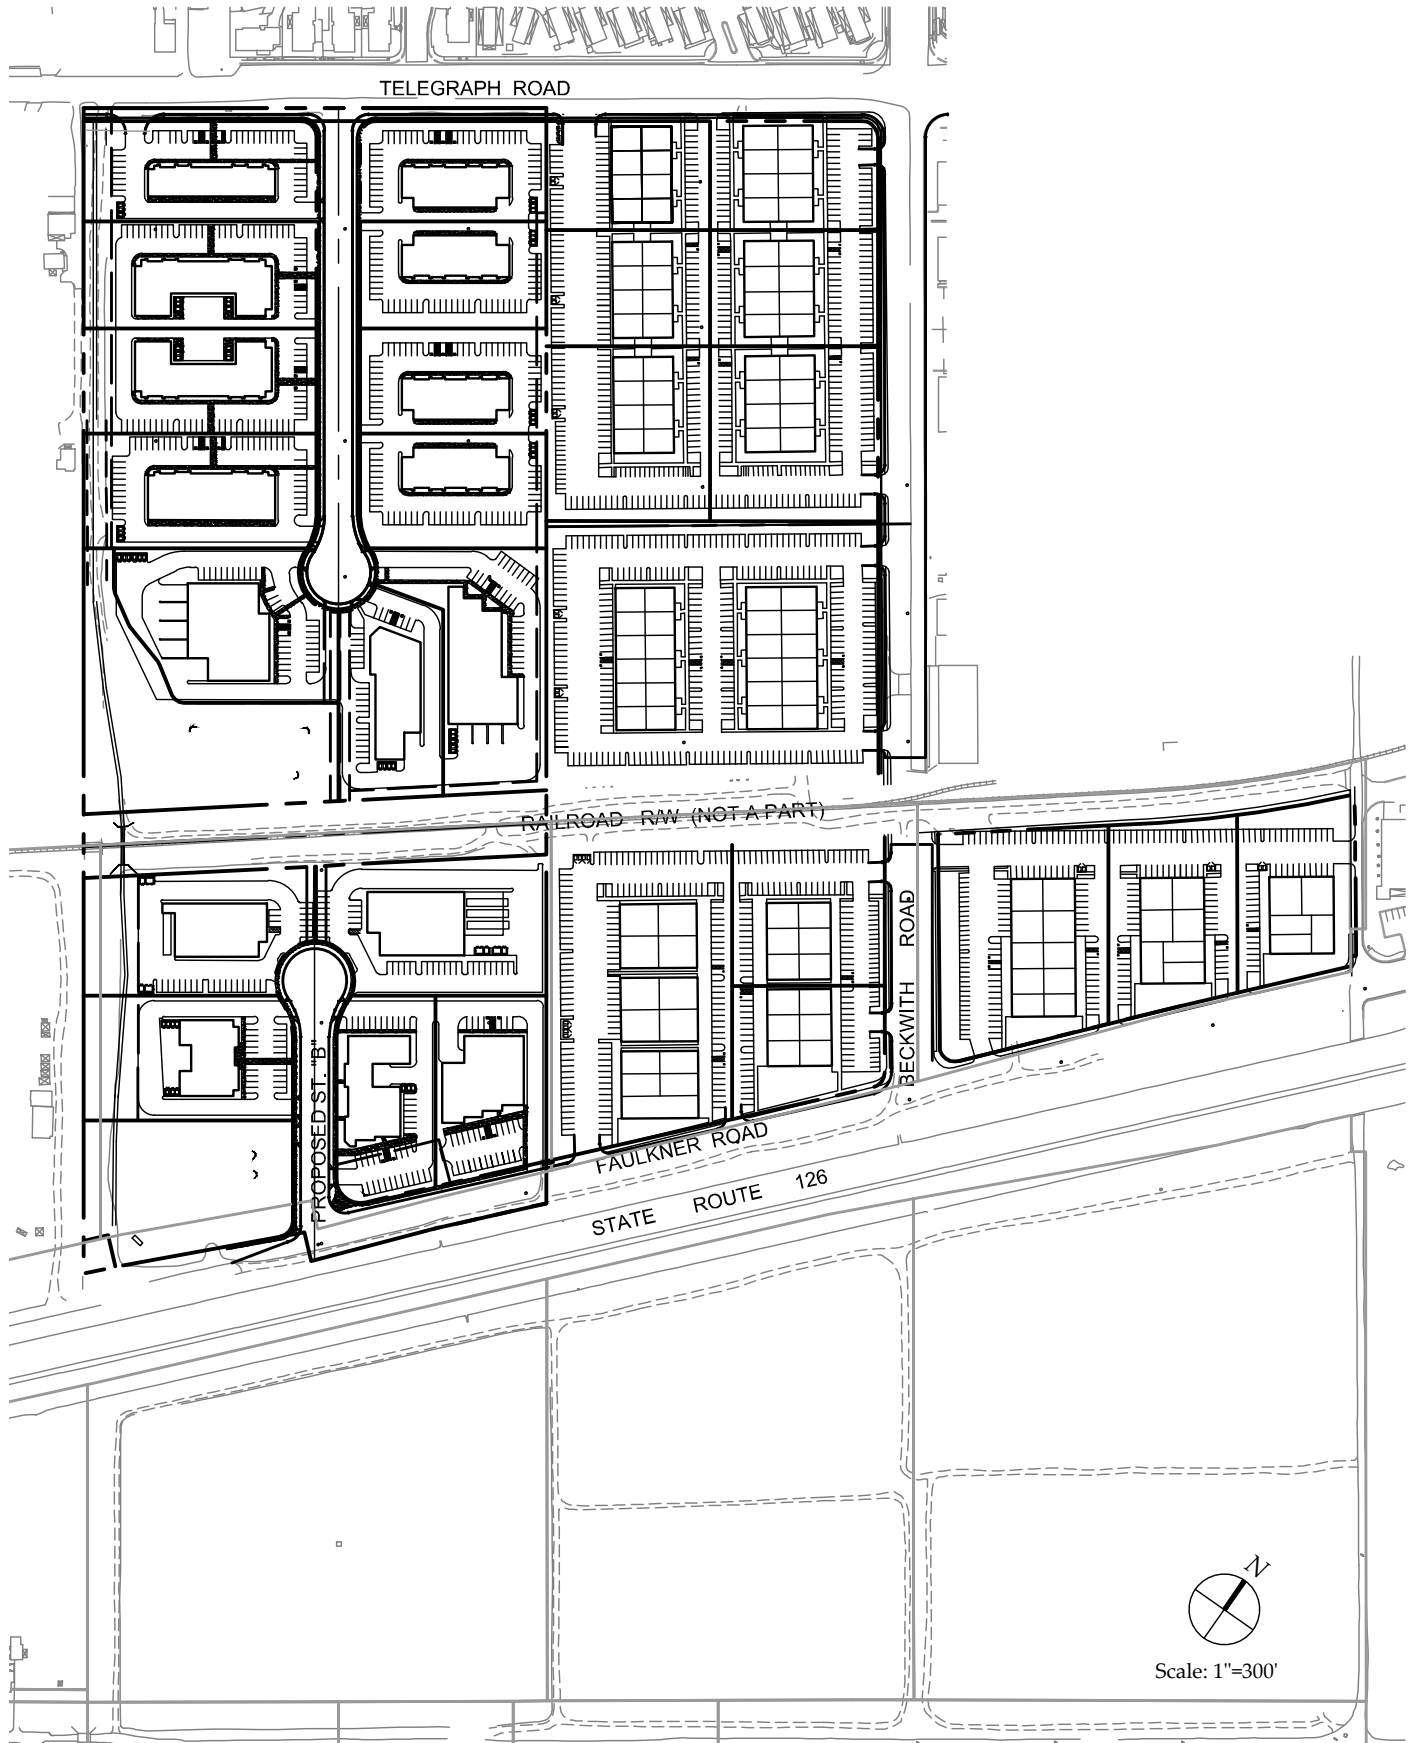 TELEGRAPH ROAD
RAILROAD R/W (NOT A PART)
BECKWITH ROAD
PROPOSED ST. "B"
FAULKNER ROAD
STATE ROUTE 126
N
Scale: 1"=300'